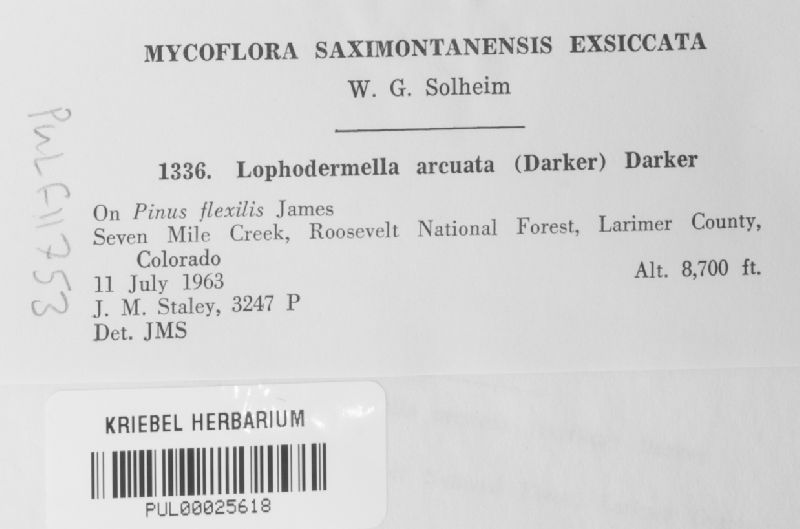 MYCOFLORA SAXIMONTANENSIS EXSICCATA
W. G. Solheim
1336. Lophodermella arcuata (Darker) Darker
On Pinus flexilis James
Seven Mile Creek, Roosevelt National Forest, Larimer County,
Colorado
11 July 1963
Alt. 8,700 ft.
J. M. Staley, 3247 P
Det. JMS
PUL F11753
KRIEBEL HERBARIUM
PUL00025618